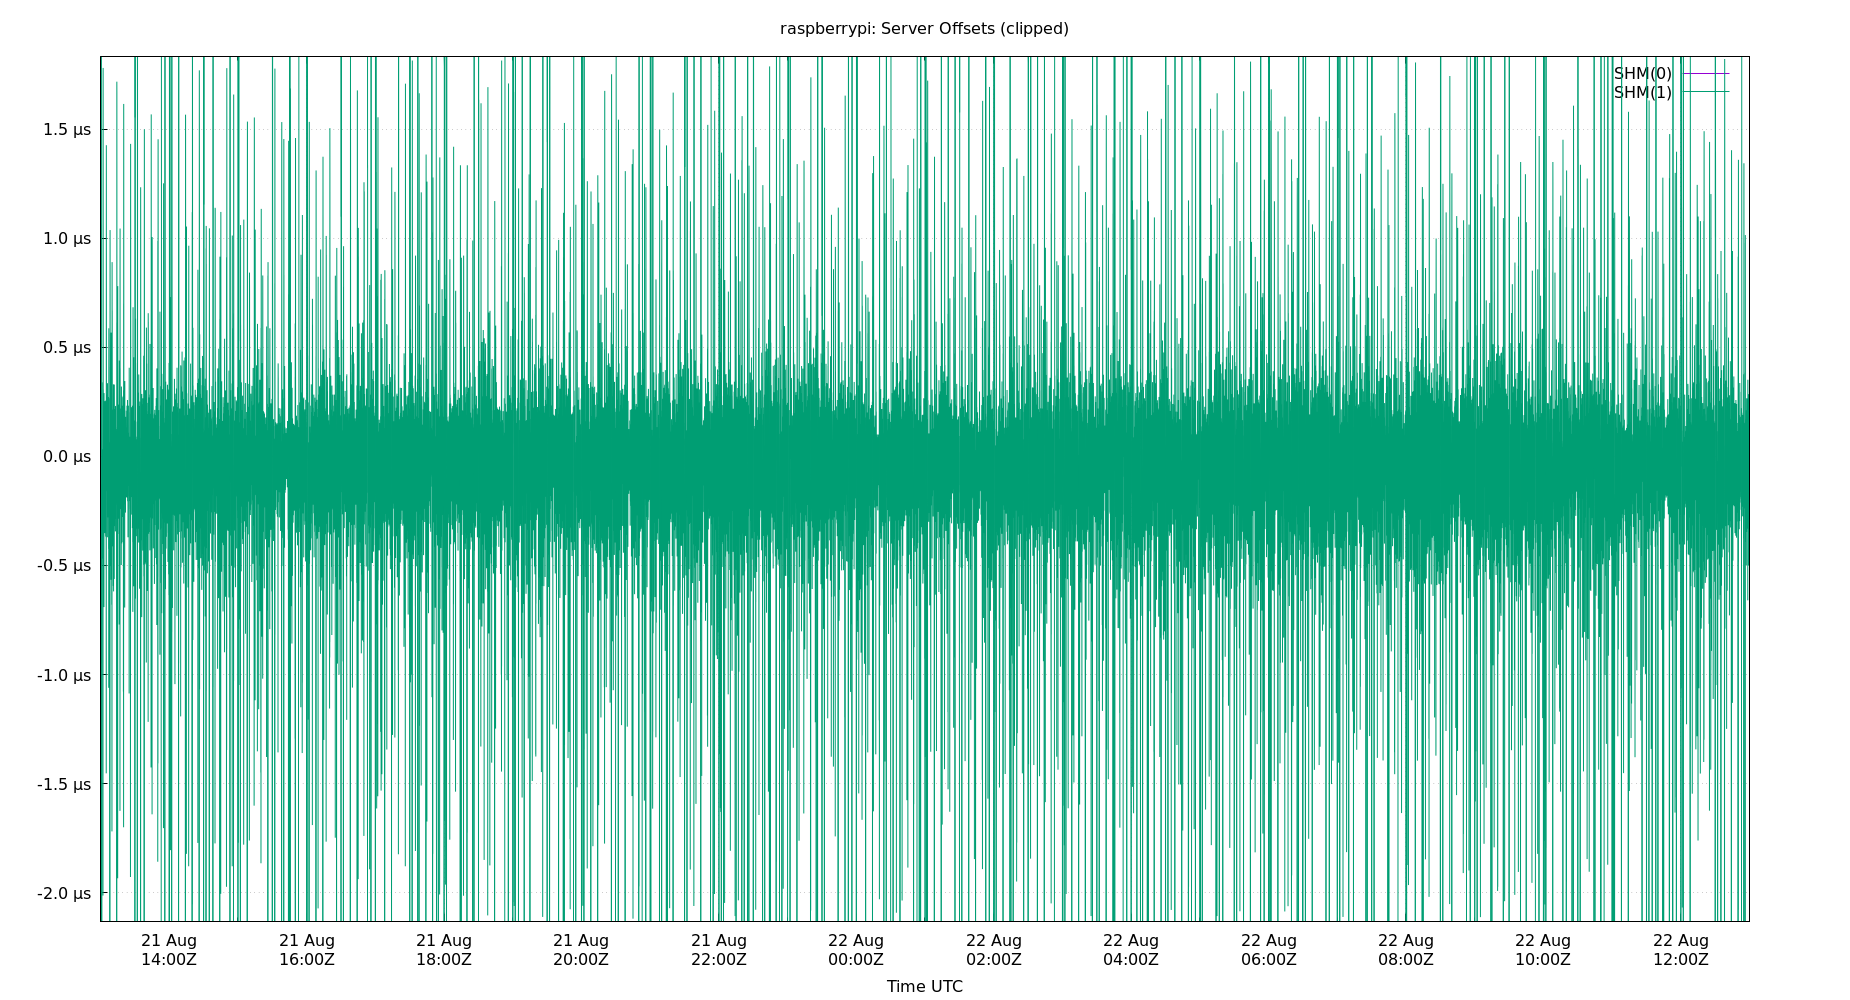 raspberrypi: Server Offsets (clipped)
SHM(0)
SHM(1)
1.5 µs
1.0 µs
0.5 µs
0.0 µs
-0.5 µs
-1.0 µs
-1.5 µs
-2.0 µs
21 Aug 21 Aug 21 Aug 21 Aug 21 Aug 22 Aug 22 Aug 22 Aug 22 Aug 22 Aug 22 Aug 22 Aug
14:00Z 16:00Z 18:00Z 20:00Z 22:00Z 00:00Z 02:00Z 04:00Z 06:00Z 08:00Z 10:00Z 12:00Z
Time UTC